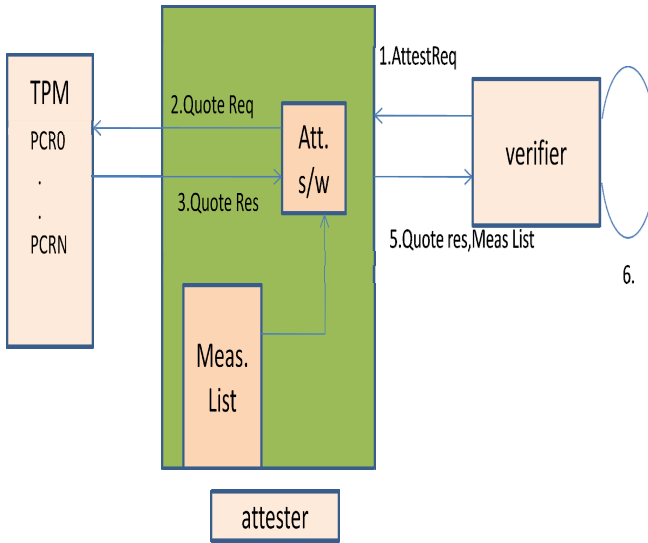 1.AttestReq
TPM
PCR0
.
.
PCRN
2.Quote Req
Att.
s/w
3.Quote Res
verifier
5.Quote res,Meas List
6.
Meas.
List
attester